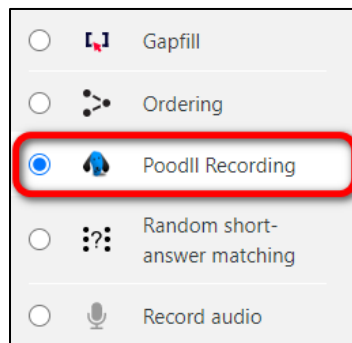 Gapfill
Ordering
Poodll Recording
Random short-
answer matching
Record audio